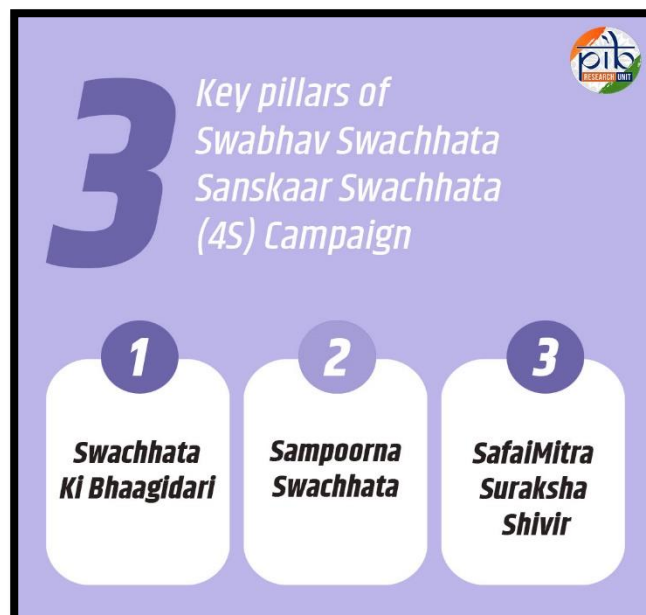 pib
RESEARCH UNIT
3
Key pillars of
Swabhav Swachhata
Sanskaar Swachhata
(4S) Campaign
1
Swachhata
Ki Bhaagidari
2
Sampoorna
Swachhata
3
SafaiMitra
Suraksha
Shivir